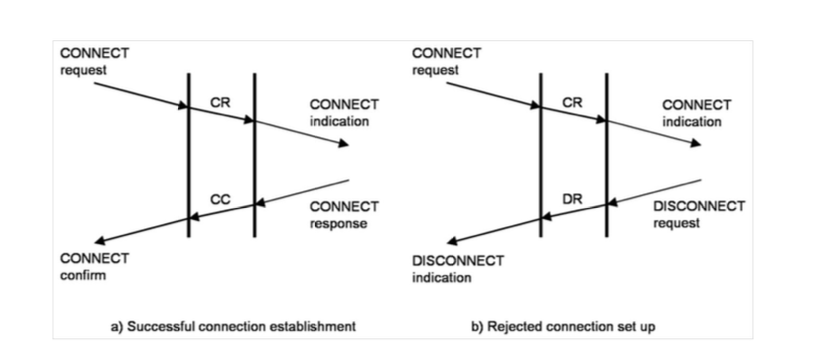 CONNECT
request
CR
CONNECT
indication
CC
CONNECT
response
CONNECT
confirm
a) Successful connection establishment
CONNECT
request
CR
CONNECT
indication
DR
DISCONNECT
request
DISCONNECT
indication
b) Rejected connection set up